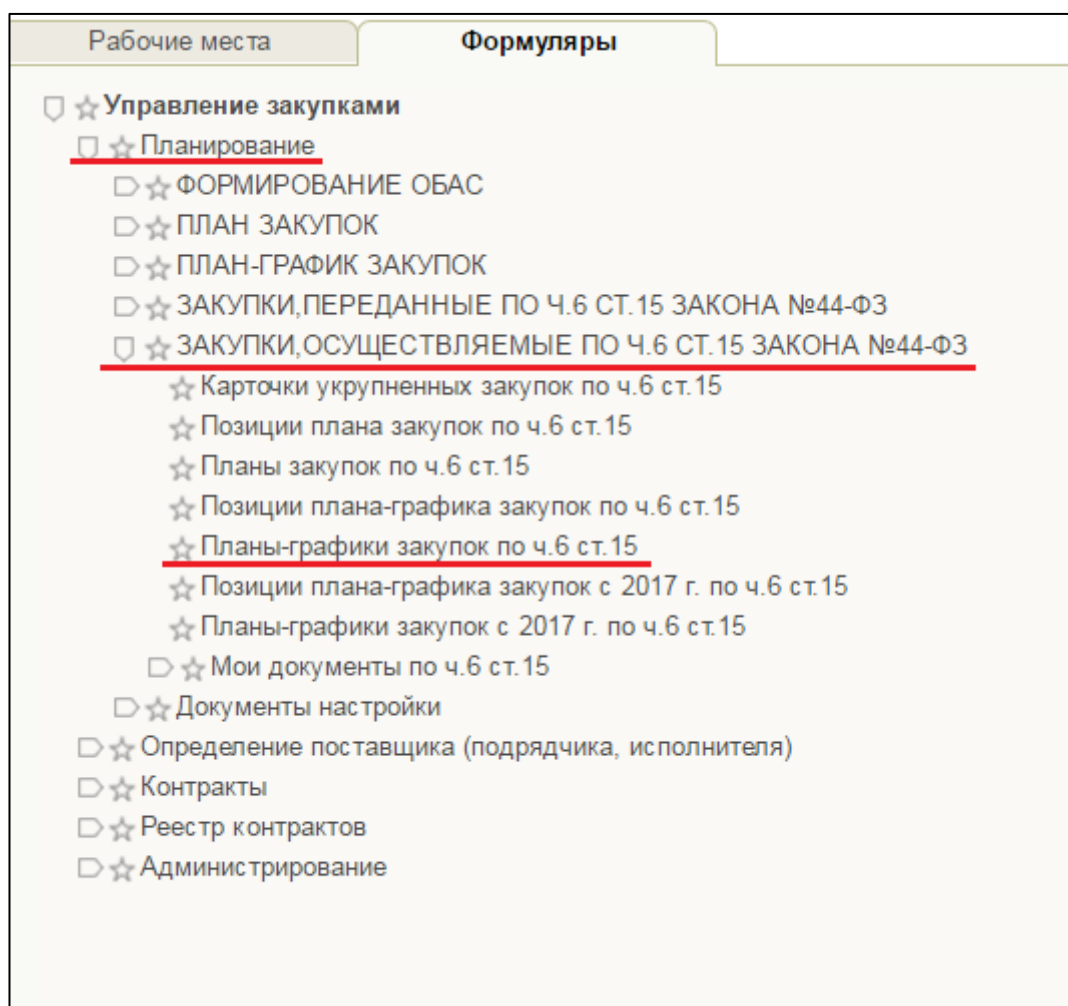 Рабочие места Формуляры
Управление закупками
Планирование
ФОРМИРОВАНИЕ ОБАС
ПЛАН ЗАКУПОК
ПЛАН-ГРАФИК ЗАКУПОК
ЗАКУПКИ,ПЕРЕДАННЫЕ ПО Ч.6 СТ.15 ЗАКОНА №44-ФЗ
ЗАКУПКИ,ОСУЩЕСТВЛЯЕМЫЕ ПО Ч.6 СТ.15 ЗАКОНА №44-ФЗ
Карточки укрупненных закупок по ч.6 ст.15
Позиции плана закупок по ч.6 ст.15
Планы закупок по ч.6 ст.15
Позиции плана-графика закупок по ч.6 ст.15
Планы-графики закупок по ч.6 ст.15
Позиции плана-графика закупок с 2017 г. по ч.6 ст.15
Планы-графики закупок с 2017 г. по ч.6 ст.15
Мои документы по ч.6 ст.15
Документы настройки
Определение поставщика (подрядчика, исполнителя)
Контракты
Реестр контрактов
Администрирование